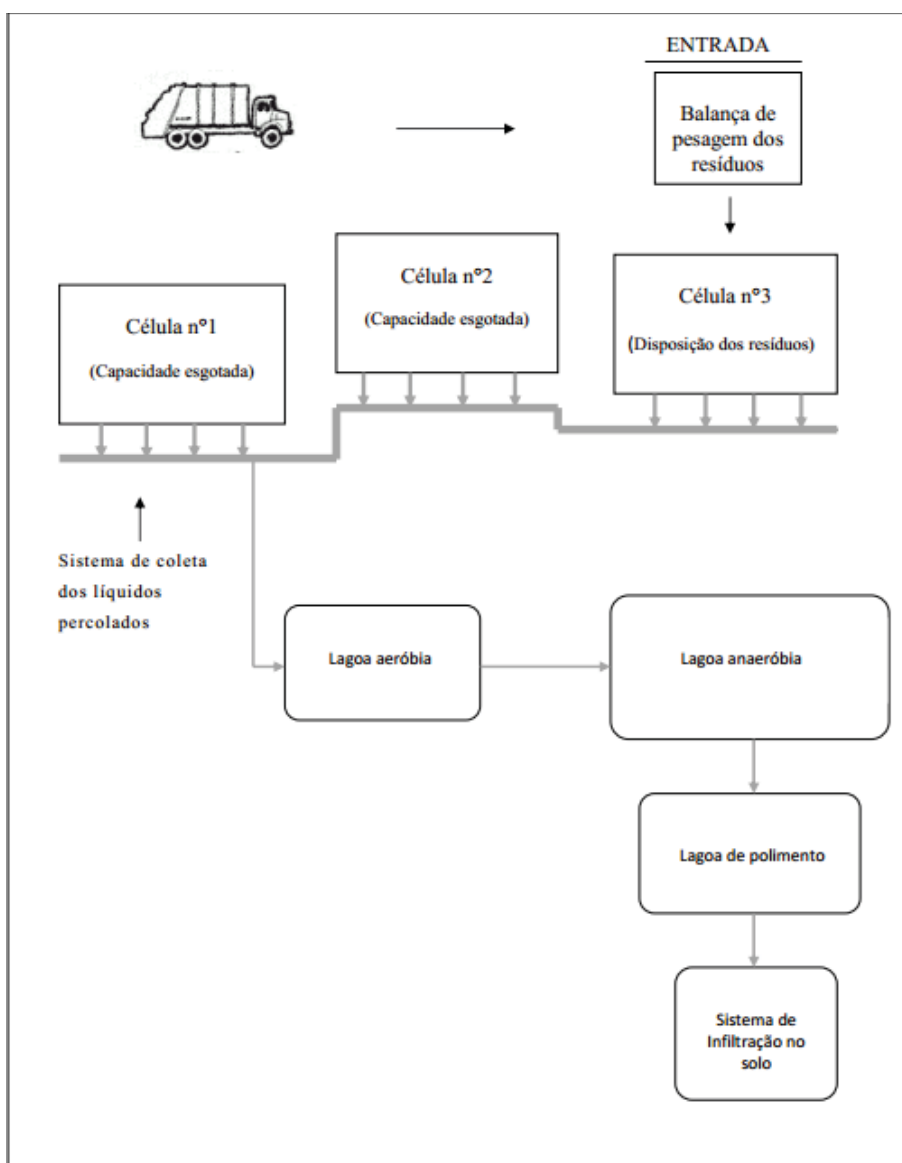 ENTRADA
Balança de
pesagem dos
resíduos
Célula n°1
(Capacidade esgotada)
Célula n°2
(Capacidade esgotada)
Célula n°3
(Disposição dos resíduos)
Sistema de coleta
dos líquidos
percolados
Lagoa aeróbia
Lagoa anaeróbia
Lagoa de polimento
Sistema de
Infiltração no
solo